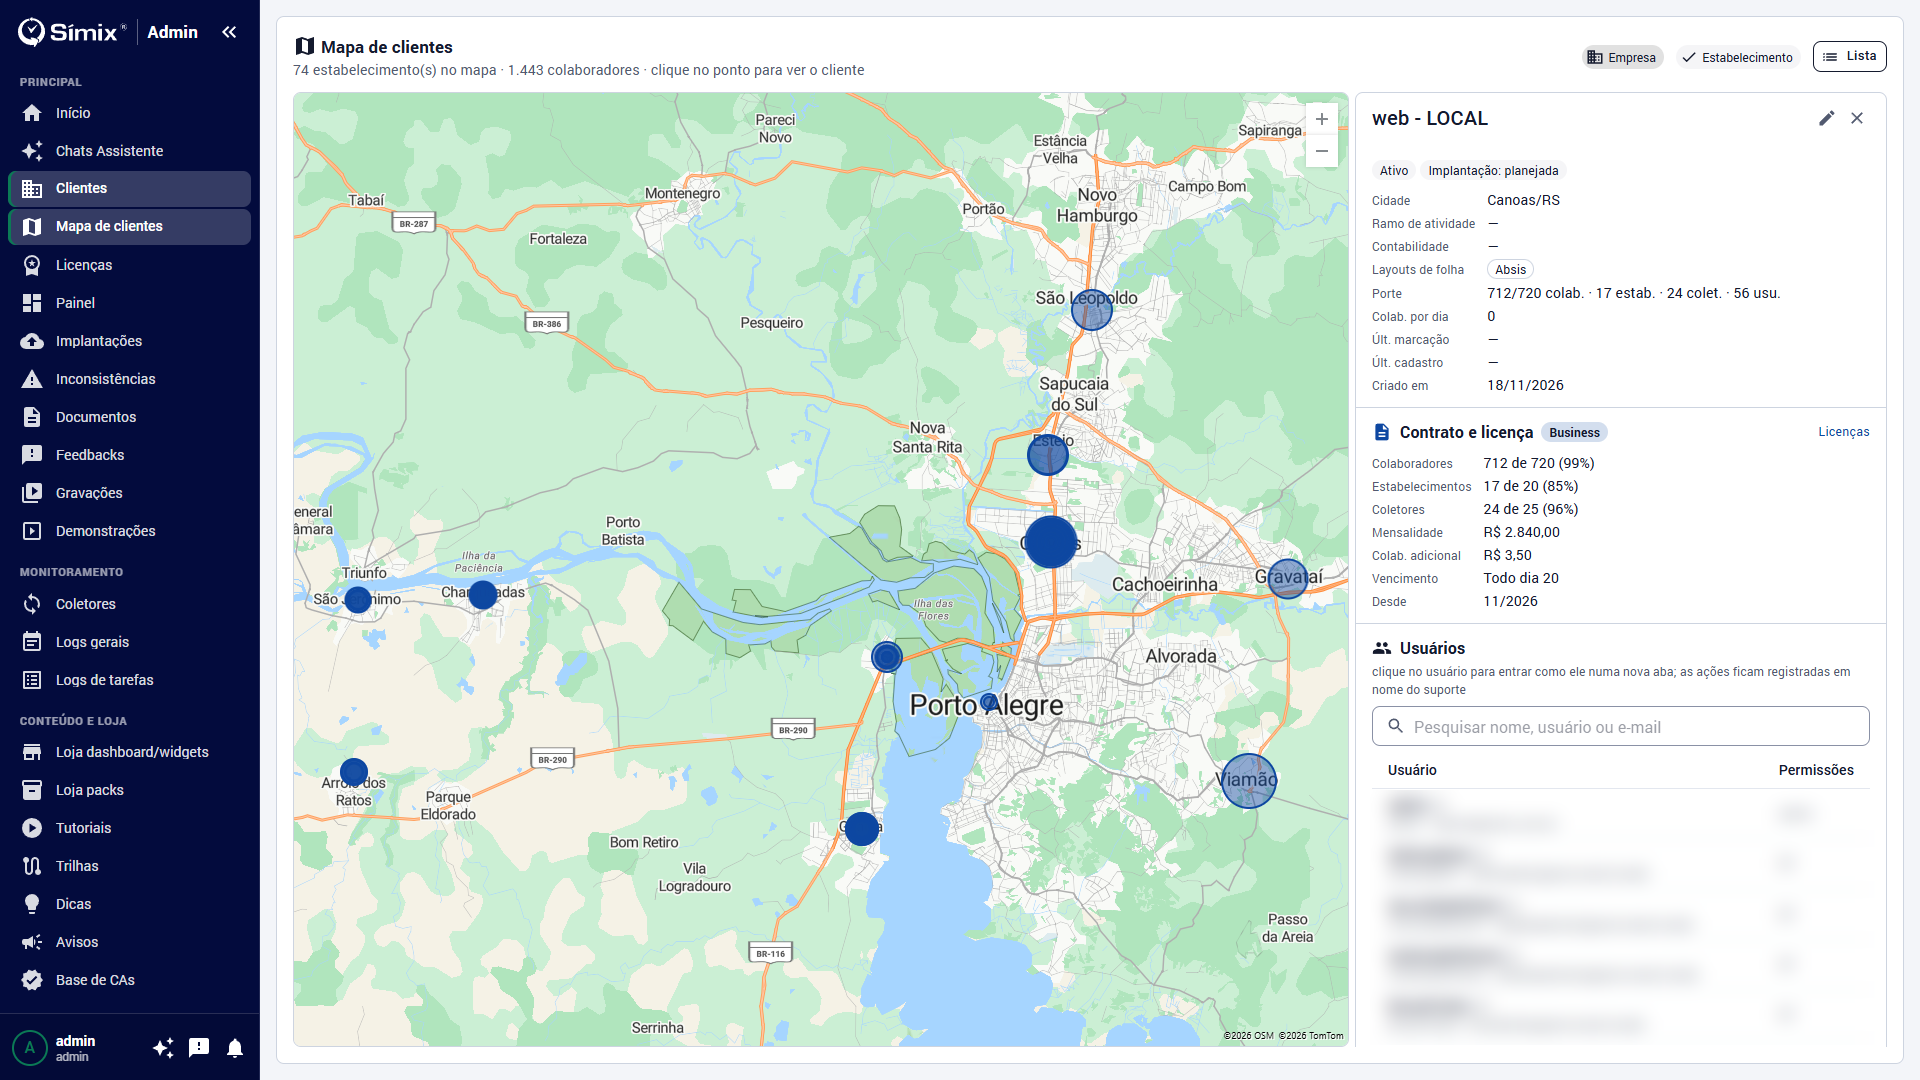 Símix®
Admin
PRINCIPAL
Início
Chats Assistente
Clientes
Mapa de clientes
Licenças
Painel
Implantações
Inconsistências
Documentos
Feedbacks
Gravações
Demonstrações
MONITORAMENTO
Coletores
Logs gerais
Logs de tarefas
CONTEÚDO E LOJA
Loja dashboard/widgets
Loja packs
Tutoriais
Trilhas
Dicas
Avisos
Base de CAs
A
admin
admin
Mapa de clientes
74 estabelecimento(s) no mapa · 1.443 colaboradores · clique no ponto para ver o cliente
Empresa
Estabelecimento
Lista
Pareci
Novo
Estância
Velha
Sapiranga
+
−
Tabaí
Montenegro
Portão
Novo
Hamburgo
Campo Bom
BR-287
Fortaleza
São Leopoldo
BR-386
Pesqueiro
Sapucaia
do Sul
Nova
Santa Rita
Esteio
eneral
âmara
Porto
Batista
Ilha da
Paciência
Triunfo
Cachoeirinha
Gravataí
Ilha das
Flores
Alvorada
Porto Alegre
BR-290
BR-290
Viamão
Arroio dos
Ratos
Parque
Eldorado
Bom Retiro
Vila
Logradouro
Passo
da Areia
BR-116
Serrinha
©2026 OSM ©2026 TomTom
web - LOCAL
Ativo
Implantação: planejada
Cidade Canoas/RS
Ramo de atividade —
Contabilidade —
Layouts de folha Absis
Porte 712/720 colab. · 17 estab. · 24 colet. · 56 usu.
Colab. por dia 0
Últ. marcação —
Últ. cadastro —
Criado em 18/11/2026
Contrato e licença Business Licenças
Colaboradores 712 de 720 (99%)
Estabelecimentos 17 de 20 (85%)
Coletores 24 de 25 (96%)
Mensalidade R$ 2.840,00
Colab. adicional R$ 3,50
Vencimento Todo dia 20
Desde 11/2026
Usuários
clique no usuário para entrar como ele numa nova aba; as ações ficam registradas em
nome do suporte
Pesquisar nome, usuário ou e-mail
Usuário Permissões